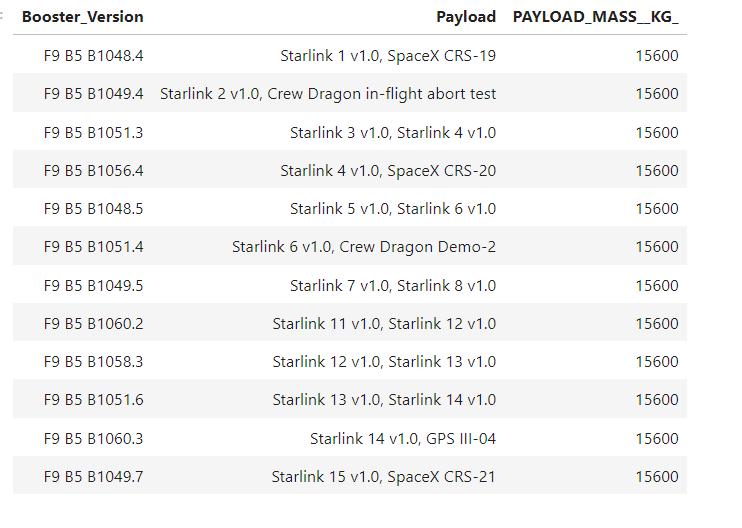 Booster_Version Payload PAYLOAD_MASS__KG_
F9 B5 B1048.4 Starlink 1 v1.0, SpaceX CRS-19 15600
F9 B5 B1049.4 Starlink 2 v1.0, Crew Dragon in-flight abort test 15600
F9 B5 B1051.3 Starlink 3 v1.0, Starlink 4 v1.0 15600
F9 B5 B1056.4 Starlink 4 v1.0, SpaceX CRS-20 15600
F9 B5 B1048.5 Starlink 5 v1.0, Starlink 6 v1.0 15600
F9 B5 B1051.4 Starlink 6 v1.0, Crew Dragon Demo-2 15600
F9 B5 B1049.5 Starlink 7 v1.0, Starlink 8 v1.0 15600
F9 B5 B1060.2 Starlink 11 v1.0, Starlink 12 v1.0 15600
F9 B5 B1058.3 Starlink 12 v1.0, Starlink 13 v1.0 15600
F9 B5 B1051.6 Starlink 13 v1.0, Starlink 14 v1.0 15600
F9 B5 B1060.3 Starlink 14 v1.0, GPS III-04 15600
F9 B5 B1049.7 Starlink 15 v1.0, SpaceX CRS-21 15600